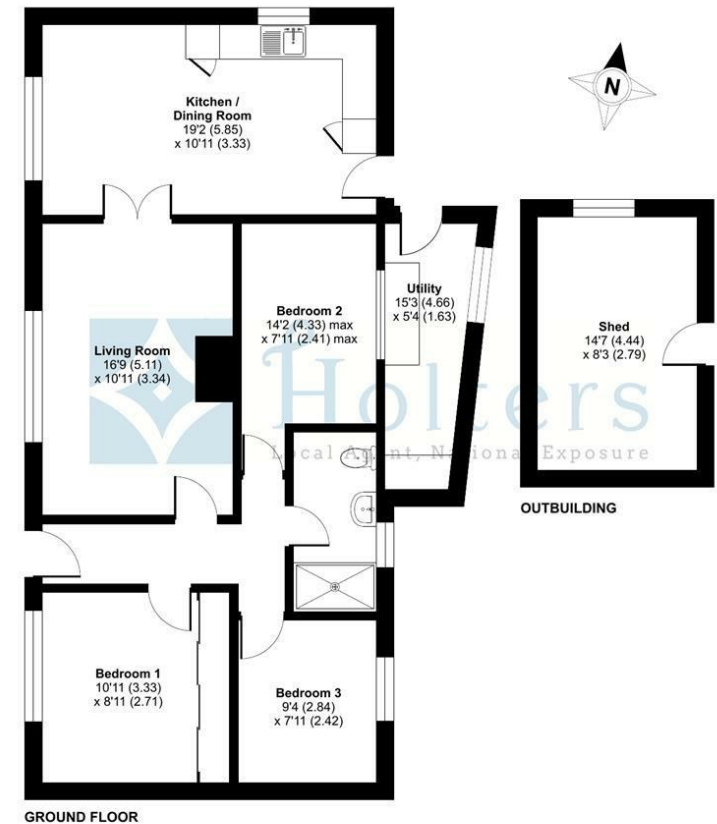 Kitchen /
Dining Room
19'2 (5.85)
x 10'11 (3.33)
N
Utility
15'3 (4.66)
x 5'4 (1.63)
Bedroom 2
14'2 (4.33) max
x 7'11 (2.41) max
Shed
14'7 (4.44)
x 8'3 (2.79)
Living Room
16'9 (5.11)
x 10'11 (3.34)
Holters
Local Agent, National Exposure
OUTBUILDING
Bedroom 1
10'11 (3.33)
x 8'11 (2.71)
Bedroom 3
9'4 (2.84)
x 7'11 (2.42)
GROUND FLOOR